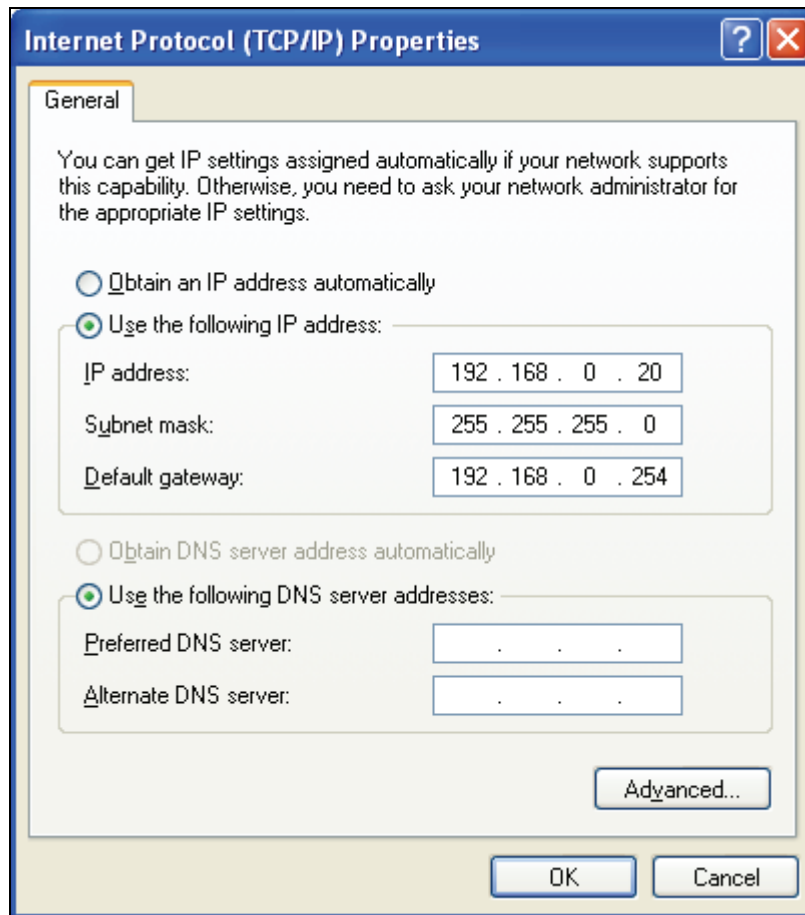 Internet Protocol (TCP/IP) Properties
General
You can get IP settings assigned automatically if your network supports
this capability. Otherwise, you need to ask your network administrator for
the appropriate IP settings.
Obtain an IP address automatically
Use the following IP address:
IP address: 192 . 168 . 0 . 20
Subnet mask: 255 . 255 . 255 . 0
Default gateway: 192 . 168 . 0 . 254
Obtain DNS server address automatically
Use the following DNS server addresses:
Preferred DNS server: . . .
Alternate DNS server: . . .
Advanced...
OK Cancel